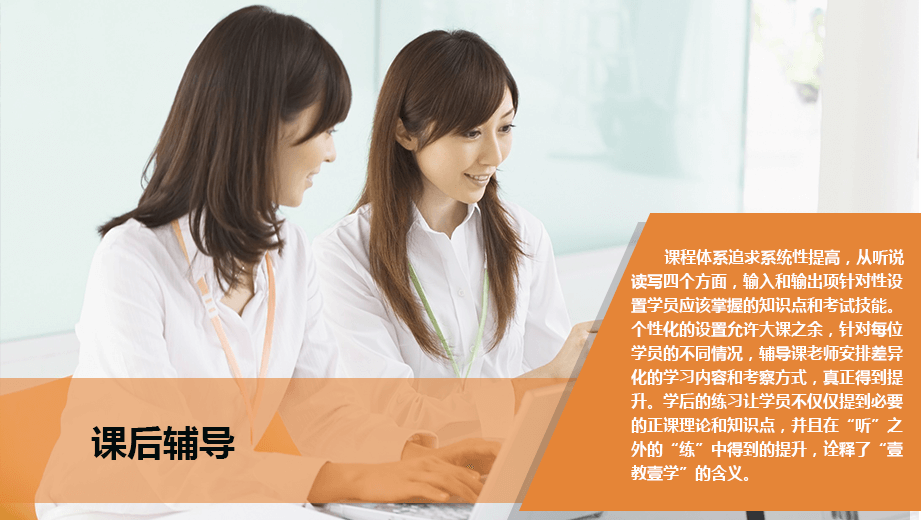 课后辅导
课程体系追求系统性提高，从听说
读写四个方面，输入和输出项针对性设
置学员应该掌握的知识点和考试技能。
个性化的设置允许大课之余，针对每位
学员的不同情况，辅导课老师安排差异
化的学习内容和考察方式，真正得到提
升。学后的练习让学员不仅仅提到必要
的正课理论和知识点，并且在“听”之
外的“练”中得到的提升，诠释了“壹
教壹学”的含义。